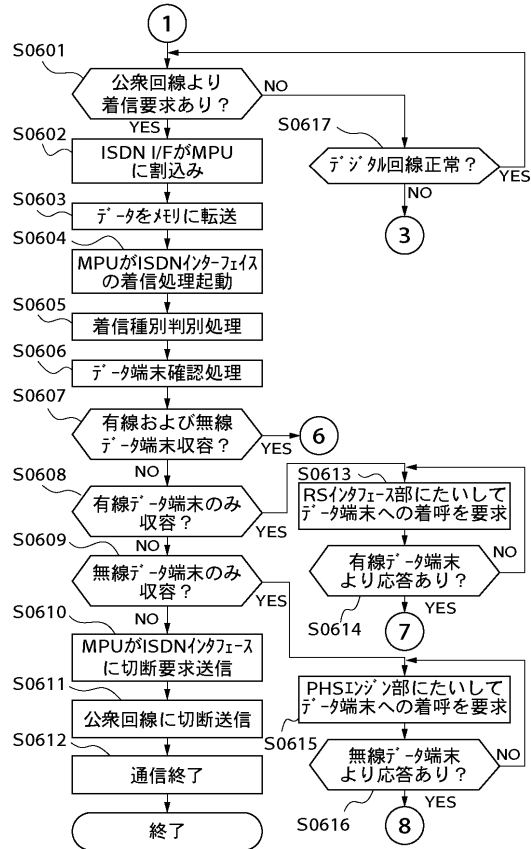 1
S0601
公衆回線より
着信要求あり？
NO
YES
S0602
ISDN I/FがMPU
に割込み
S0617
ﾃﾞｼﾞﾀﾙ回線正常？
YES
NO
3
S0603
ﾃﾞｰﾀをﾒﾓﾘに転送
S0604
MPUがISDNｲﾝﾀｰﾌｪｲｽ
の着信処理起動
S0605
着信種別判別処理
S0606
ﾃﾞｰﾀ端末確認処理
S0607
有線および無線
ﾃﾞｰﾀ端末収容？
YES
6
NO
S0608
有線ﾃﾞｰﾀ端末のみ
収容？
YES
NO
S0613
RSｲﾝﾀﾌｪｰｽ部にたいして
ﾃﾞｰﾀ端末への着呼を要求
有線ﾃﾞｰﾀ端末
より応答あり？
NO
YES
S0614
7
S0609
無線ﾃﾞｰﾀ端末のみ
収容？
YES
NO
S0610
MPUがISDNｲﾝﾀﾌｪｰｽ
に切断要求送信
S0611
公衆回線に切断送信
S0612
通信終了
終了
PHSｴﾝｼﾞﾝ部にたいして
ﾃﾞｰﾀ端末への着呼を要求
S0615
無線ﾃﾞｰﾀ端末
より応答あり？
NO
YES
S0616
8